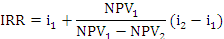 IRR = i₁ + NPV₁ / (NPV₁ − NPV₂) (i₂ − i₁)